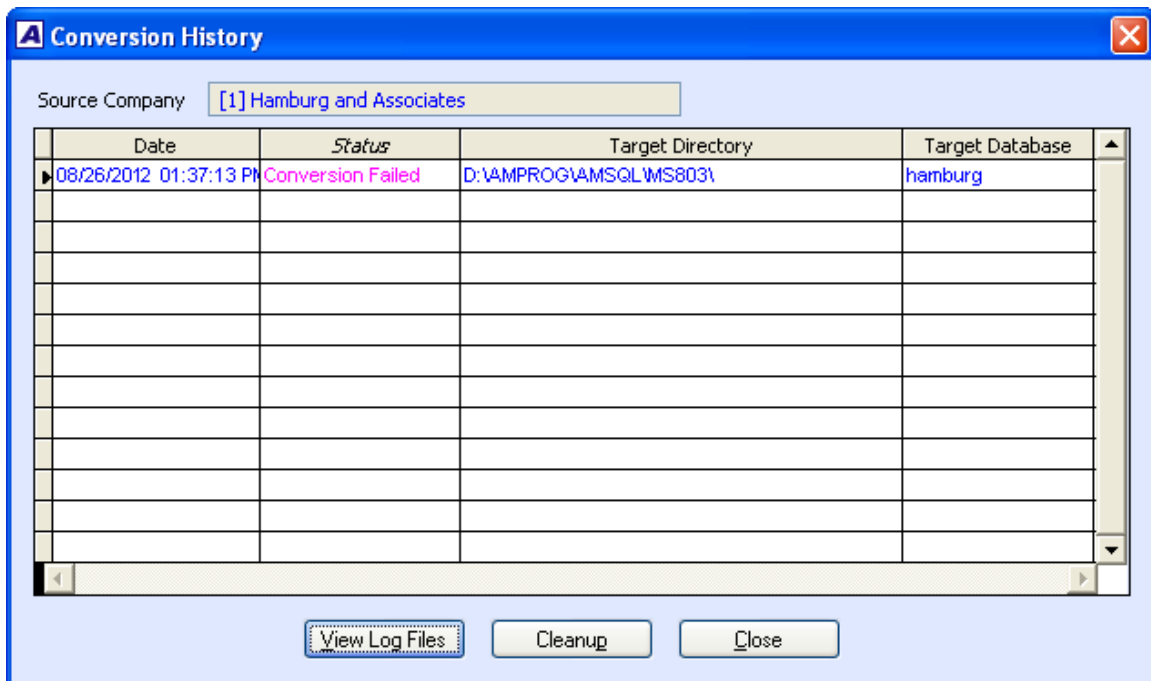 Conversion History
Source Company [1] Hamburg and Associates
Date Status Target Directory Target Database
08/26/2012 01:37:13 PM Conversion Failed D:\AMPROG\AMSQL\MS803\ hamburg
View Log Files Cleanup Close